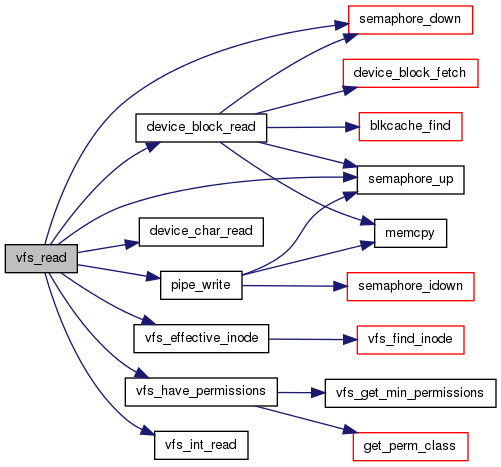 semaphore_down
device_block_fetch
device_block_read
blkcache_find
semaphore_up
device_char_read
memcpy
vfs_read
pipe_write
semaphore_idown
vfs_effective_inode
vfs_find_inode
vfs_have_permissions
vfs_get_min_permissions
vfs_int_read
get_perm_class